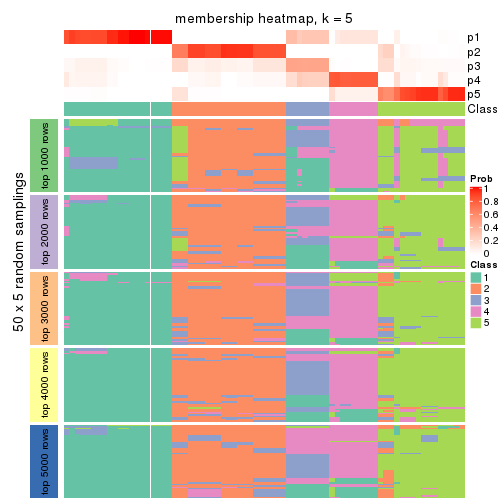 membership heatmap, k = 5
p1
p2
p3
p4
p5
Class
50 x 5 random samplings
top 1000 rows
top 2000 rows
top 3000 rows
top 4000 rows
top 5000 rows
Prob
1
0.8
0.6
0.4
0.2
0
Class
1
2
3
4
5